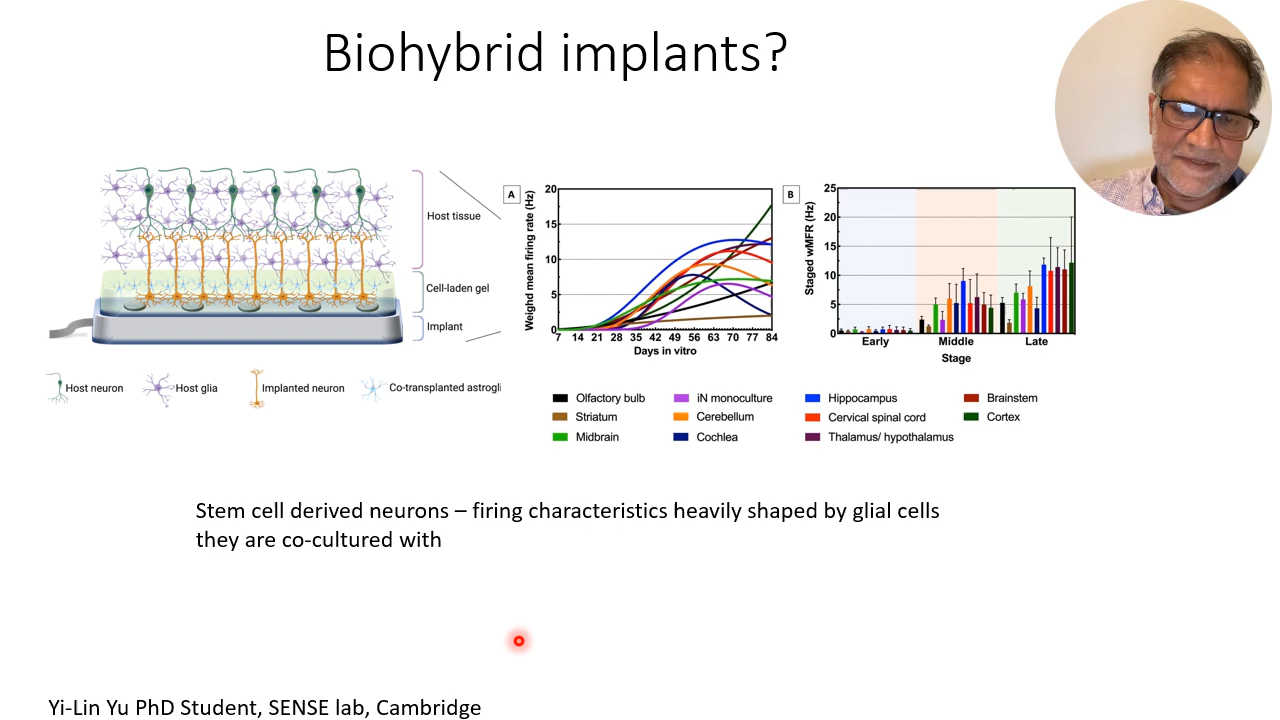 Biohybrid implants?
Host tissue
Cell-laden gel
Implant
Host neuron
Host glia
Implanted neuron
Co-transplanted astrogli
A
Weighd mean firing rate (Hz)
20
15
10
5
0
7 14 21 28 35 42 49 56 63 70 77 84
Days in vitro
B
Staged wMFR (Hz)
25
20
15
10
5
0
Early Middle Late
Stage
Olfactory bulb iN monoculture Hippocampus Brainstem
Striatum Cerebellum Cervical spinal cord Cortex
Midbrain Cochlea Thalamus/ hypothalamus
Stem cell derived neurons – firing characteristics heavily shaped by glial cells
they are co-cultured with
Yi-Lin Yu PhD Student, SENSE lab, Cambridge